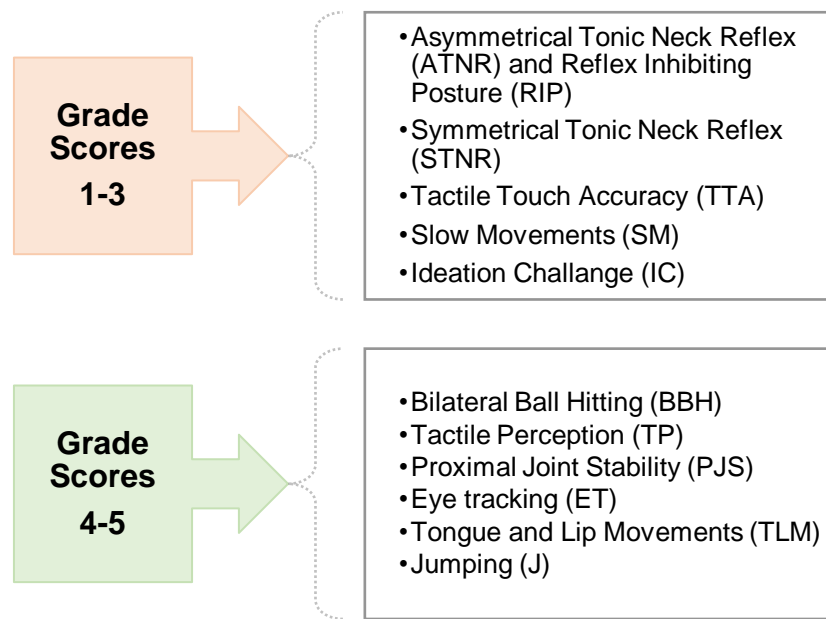 Grade
Scores
1-3
•Asymmetrical Tonic Neck Reflex
(ATNR) and Reflex Inhibiting
Posture (RIP)
•Symmetrical Tonic Neck Reflex
(STNR)
•Tactile Touch Accuracy (TTA)
•Slow Movements (SM)
•Ideation Challange (IC)
Grade
Scores
4-5
•Bilateral Ball Hitting (BBH)
•Tactile Perception (TP)
•Proximal Joint Stability (PJS)
•Eye tracking (ET)
•Tongue and Lip Movements (TLM)
•Jumping (J)